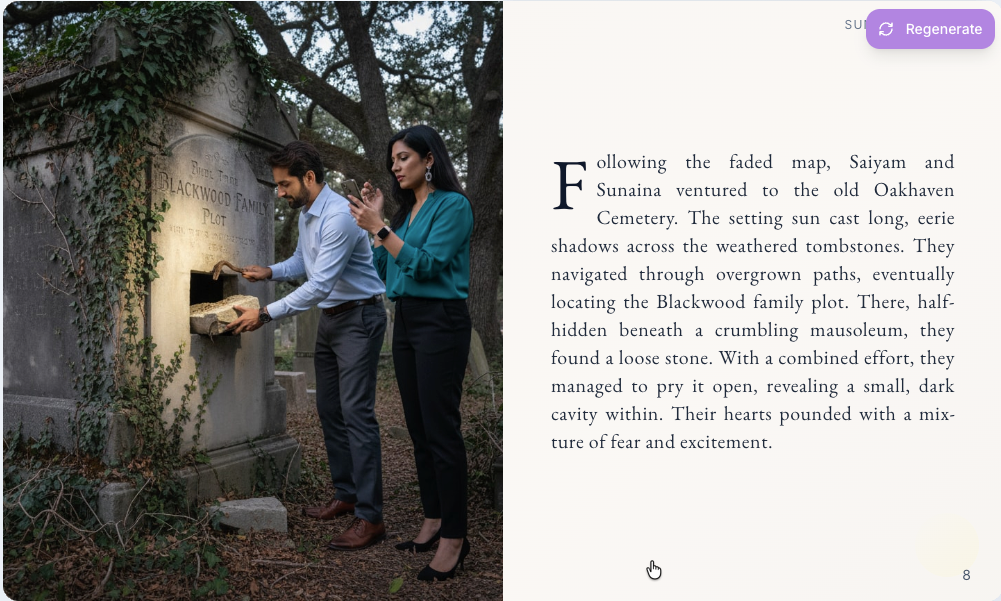 BLACKWOOD FAMILY
PLOT
Regenerate
Following the faded map, Saiyam and
Sunaina ventured to the old Oakhaven
Cemetery. The setting sun cast long, eerie
shadows across the weathered tombstones. They
navigated through overgrown paths, eventually
locating the Blackwood family plot. There, half-
hidden beneath a crumbling mausoleum, they
found a loose stone. With a combined effort, they
managed to pry it open, revealing a small, dark
cavity within. Their hearts pounded with a mix-
ture of fear and excitement.
8